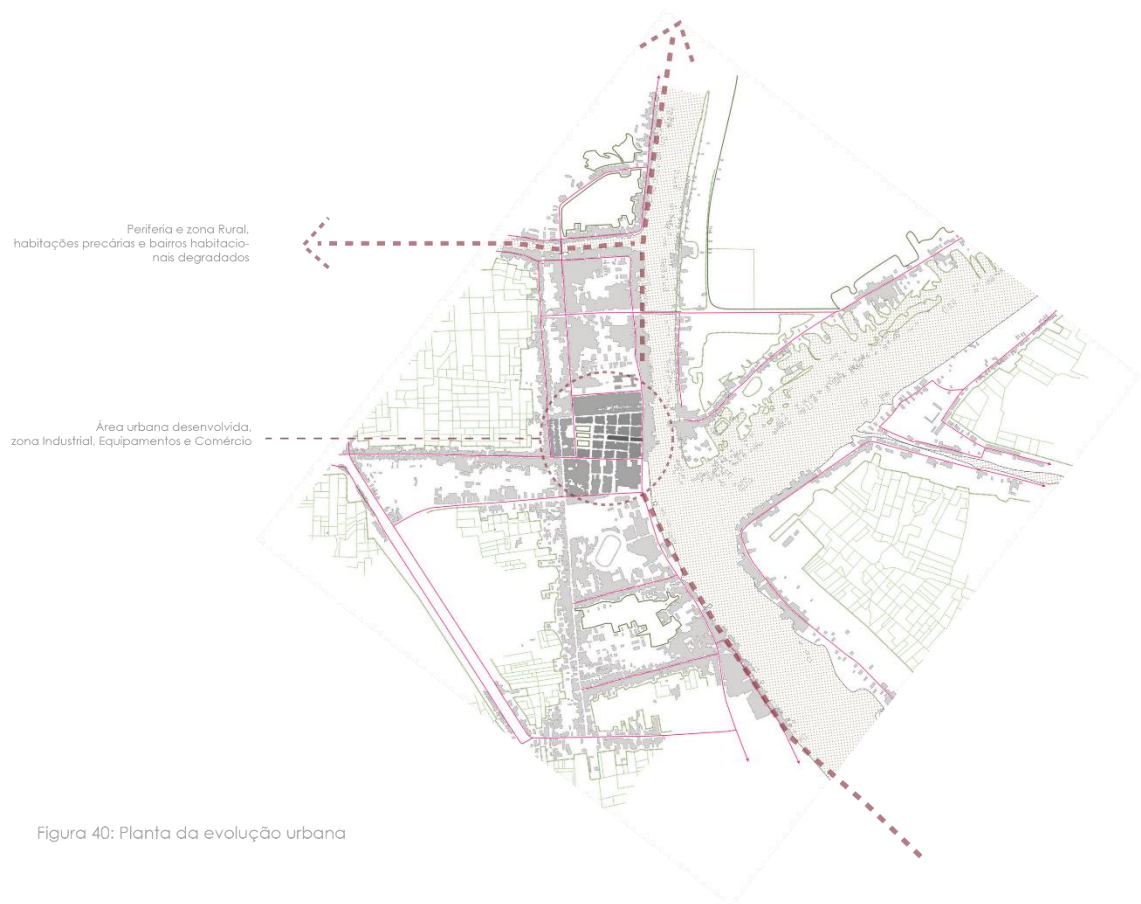 Periferia e zona Rural,
habitações precárias e bairros habitacio-
nais degradados
Área urbana desenvolvida,
zona Industrial, Equipamentos e Comércio
Figura 40: Planta da evolução urbana